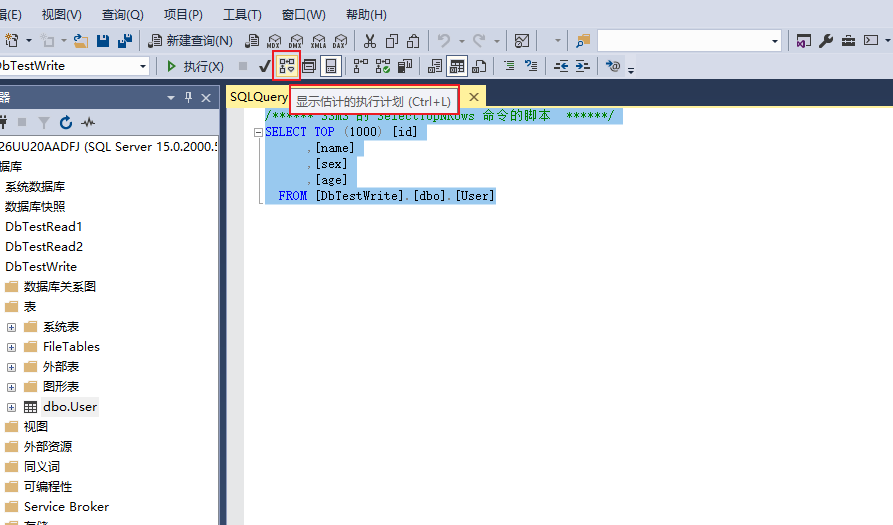 辑(E) 视图(V) 查询(Q) 项目(P) 工具(T) 窗口(W) 帮助(H)
新建查询(N) MDX DMX XMLA DAX
DbTestWrite 执行(X)
器
SQLQuery 显示估计的执行计划 (Ctrl+L)
26UU20AADFJ (SQL Server 15.0.2000.5
据库
系统数据库
数据库快照
DbTestRead1
DbTestRead2
DbTestWrite
数据库关系图
表
系统表
FileTables
外部表
图形表
dbo.User
视图
外部资源
同义词
可编程性
Service Broker
存储
/****** SSMS 的 SelectTopNRows 命令的脚本 ******/
SELECT TOP (1000) [id]
,[name]
,[sex]
,[age]
FROM [DbTestWrite].[dbo].[User]